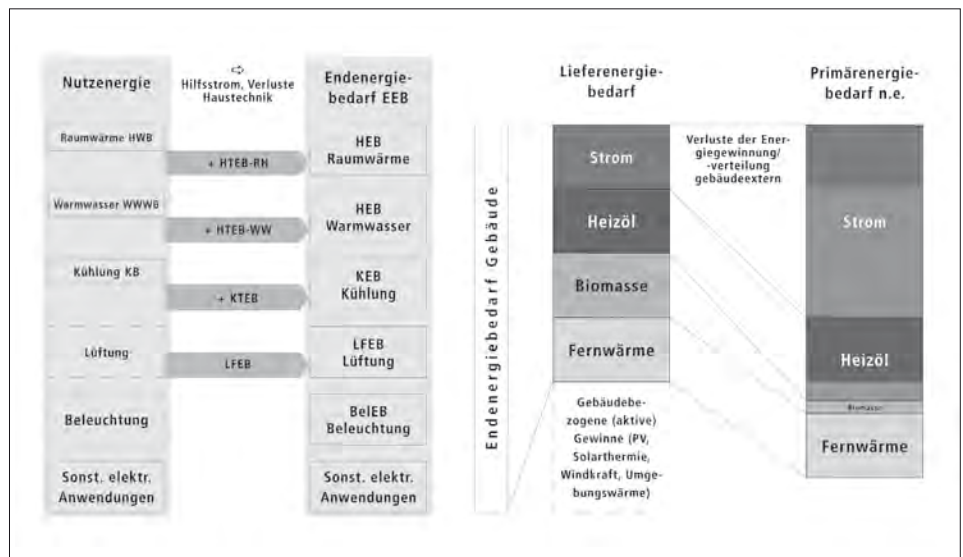 Nutzenergie
⇨
Hilfsstrom, Verluste
Haustechnik
Endenergie-
bedarf EEB
Raumwärme HWB
+ HTEB-RH
HEB
Raumwärme
Warmwasser WWWB
+ HTEB-WW
HEB
Warmwasser
Kühlung KB
+ KTEB
KEB
Kühlung
Lüftung
LFEB
LFEB
Lüftung
Beleuchtung
BelEB
Beleuchtung
Sonst. elektr.
Anwendungen
Sonst. elektr.
Anwendungen
Endenergiebedarf Gebäude
Lieferenergie-
bedarf
Strom
Heizöl
Biomasse
Fernwärme
Gebäudebe-
zogene (aktive)
Gewinne (PV,
Solarthermie,
Windkraft, Umge-
bungswärme)
Verluste der Ener-
giegewinnung/
-verteilung
gebäudeextern
Primärenergie-
bedarf n.e.
Strom
Heizöl
Biomasse
Fernwärme